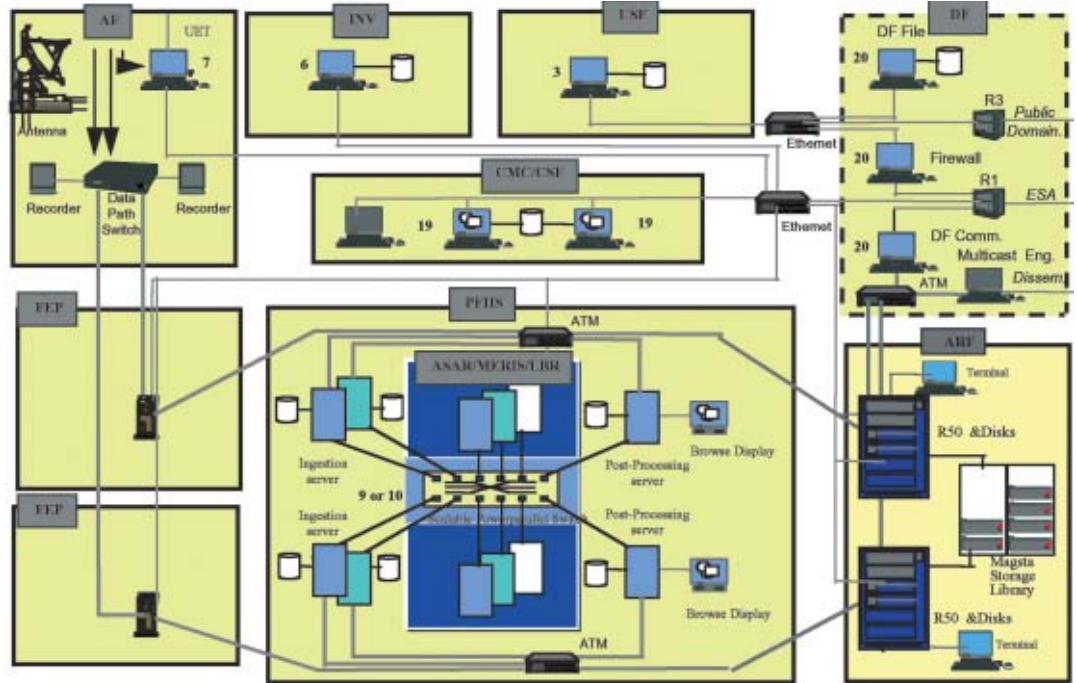 AF
UET
7
Antenna
Recorder
Data
Path
Switch
Recorder
INV
6
USF
3
DF
DF File
20
R3
Public
Domain.
Ethernet
20
Firewall
R1
ESA
Ethernet
20
DF Comm.
Multicast Eng.
ATM
Dissem.
CMC/CSF
19
19
FEP
FEP
PFHS
ATM
ASAR/MERIS/LBR
Ingestion
server
Post-Processing
server
Browse Display
9 or 10
Scalable Powerparallel Switch
Ingestion
server
Post-Processing
server
Browse Display
ATM
ARF
Terminal
R50 &Disks
Magsta
Storage
Library
R50 &Disks
Terminal